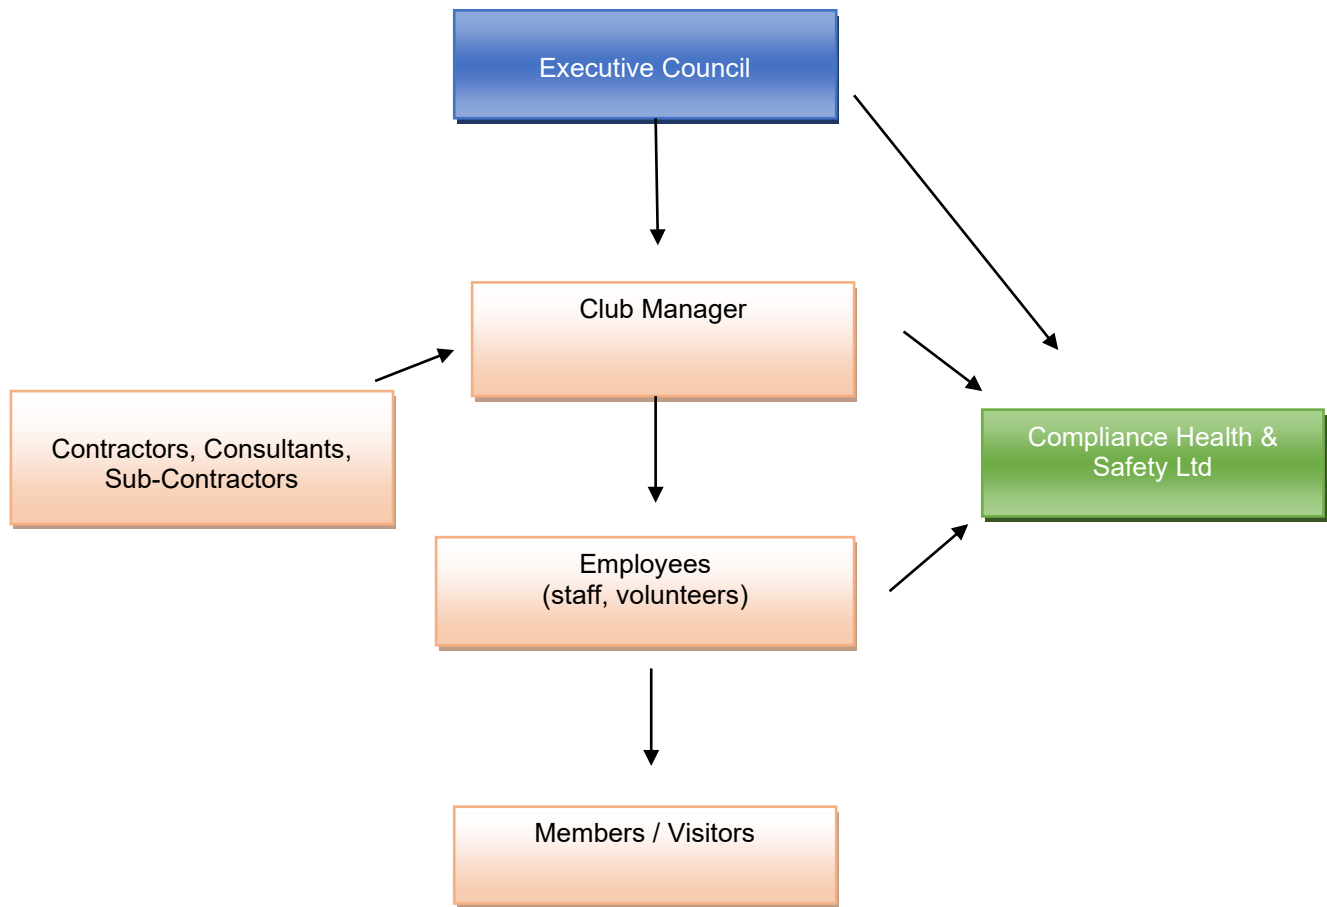 Executive Council
Club Manager
Contractors, Consultants,
Sub-Contractors
Compliance Health &
Safety Ltd
Employees
(staff, volunteers)
Members / Visitors